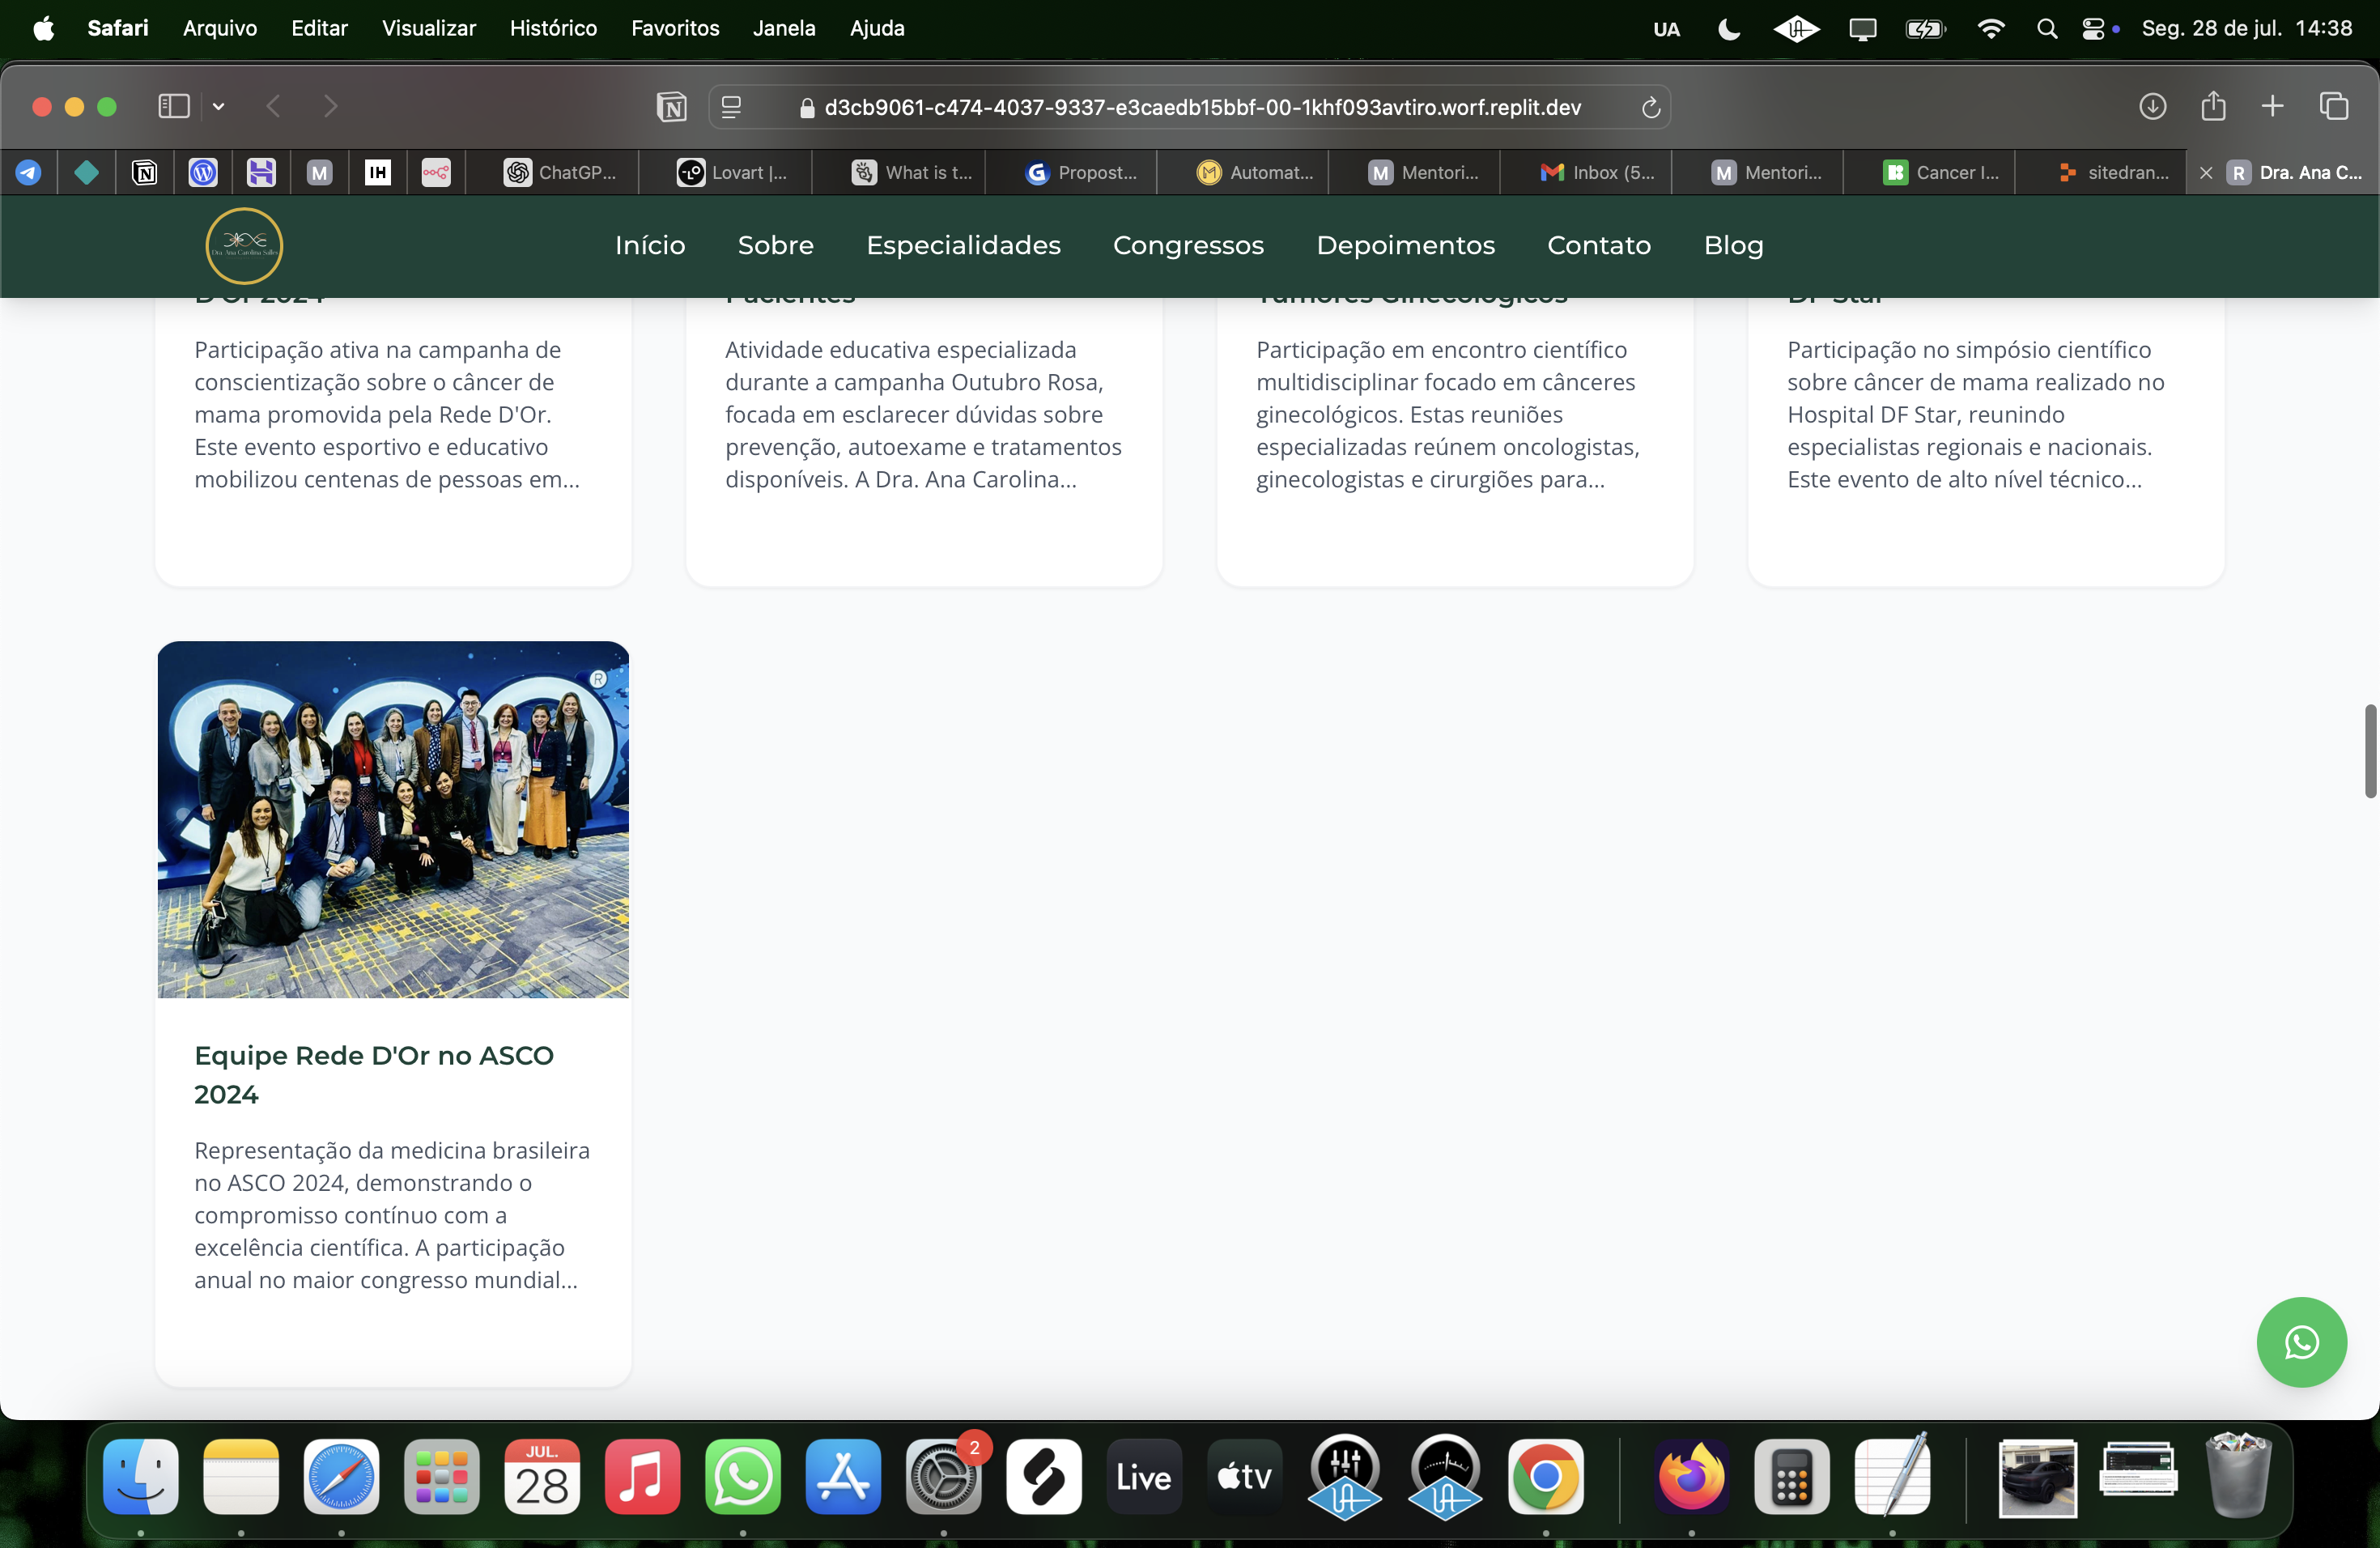 Safari Arquivo Editar Visualizar Histórico Favoritos Janela Ajuda UA Seg. 28 de jul. 14:38
d3cb9061-c474-4037-9337-e3caedb15bbf-00-1khf093avtiro.worf.replit.dev
M IH ChatGP... Lovart |... What is t... Propost... Automat... M Mentori... Inbox (5... M Mentori... Cancer I... sitedran... R Dra. Ana C...
Dra. Ana Carolina Salles
Início Sobre Especialidades Congressos Depoimentos Contato Blog
D'Or 2024
Pacientes
Tumores Ginecológicos
DF Star
Participação ativa na campanha de
conscientização sobre o câncer de
mama promovida pela Rede D'Or.
Este evento esportivo e educativo
mobilizou centenas de pessoas em...
Atividade educativa especializada
durante a campanha Outubro Rosa,
focada em esclarecer dúvidas sobre
prevenção, autoexame e tratamentos
disponíveis. A Dra. Ana Carolina...
Participação em encontro científico
multidisciplinar focado em cânceres
ginecológicos. Estas reuniões
especializadas reúnem oncologistas,
ginecologistas e cirurgiões para...
Participação no simpósio científico
sobre câncer de mama realizado no
Hospital DF Star, reunindo
especialistas regionais e nacionais.
Este evento de alto nível técnico...
Equipe Rede D'Or no ASCO
2024
Representação da medicina brasileira
no ASCO 2024, demonstrando o
compromisso contínuo com a
excelência científica. A participação
anual no maior congresso mundial...
JUL.
28
2
Live
tv